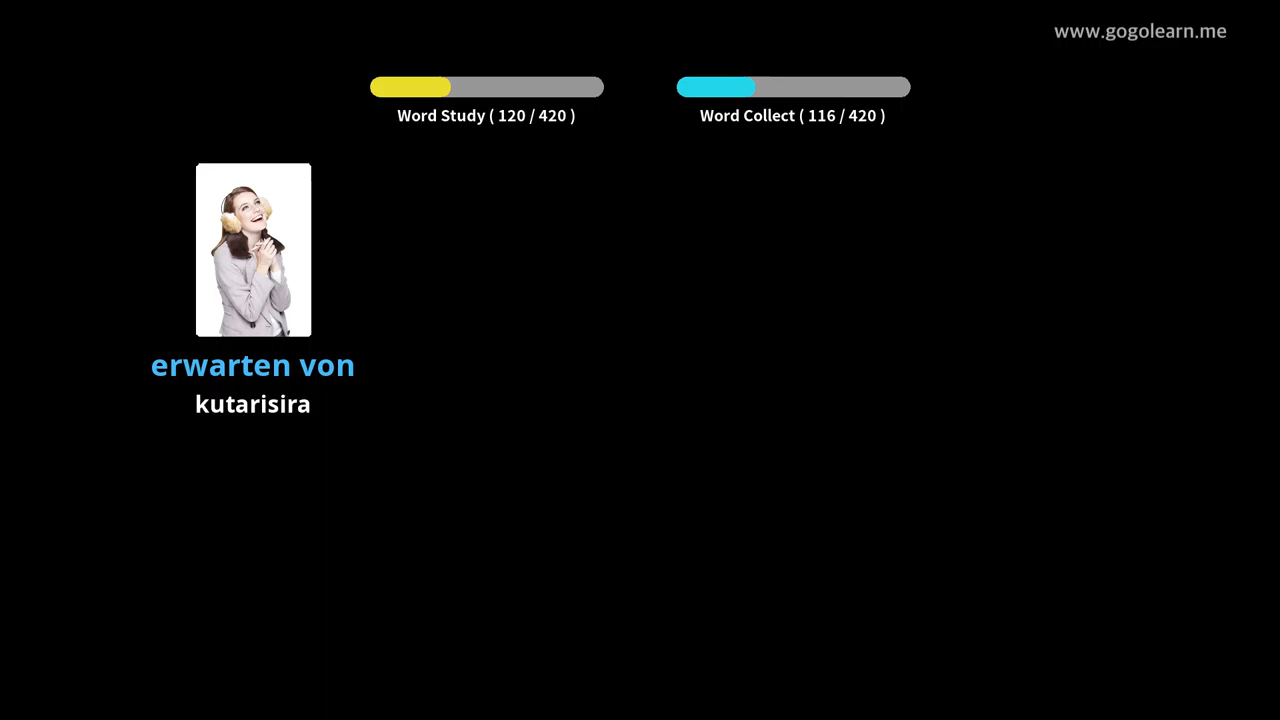 www.gogolearn.me
Word Study ( 120 / 420 )
Word Collect ( 116 / 420 )
erwarten von
kutarisira